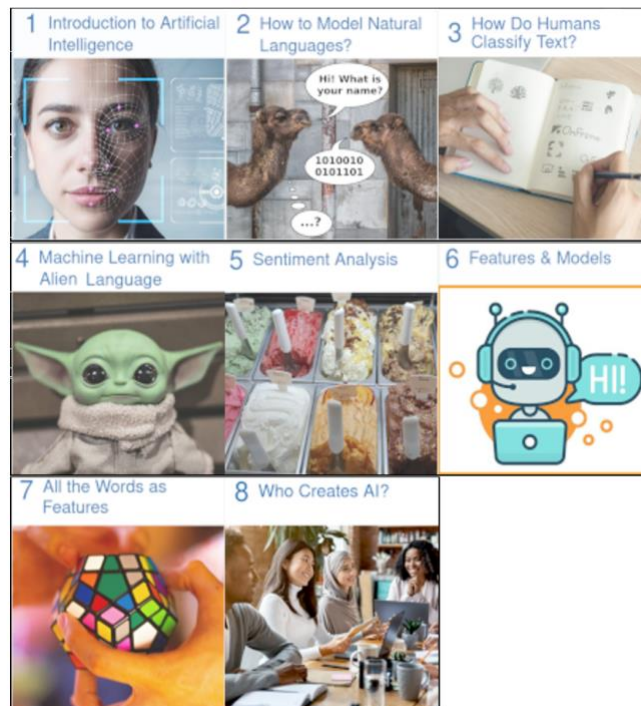 1 Introduction to Artificial
Intelligence
2 How to Model Natural
Languages?
3 How Do Humans
Classify Text?
Hi! What is
your name?
1010010
0101101
...?
4 Machine Learning with
Alien Language
5 Sentiment Analysis
6 Features & Models
HI!
7 All the Words as
Features
8 Who Creates AI?